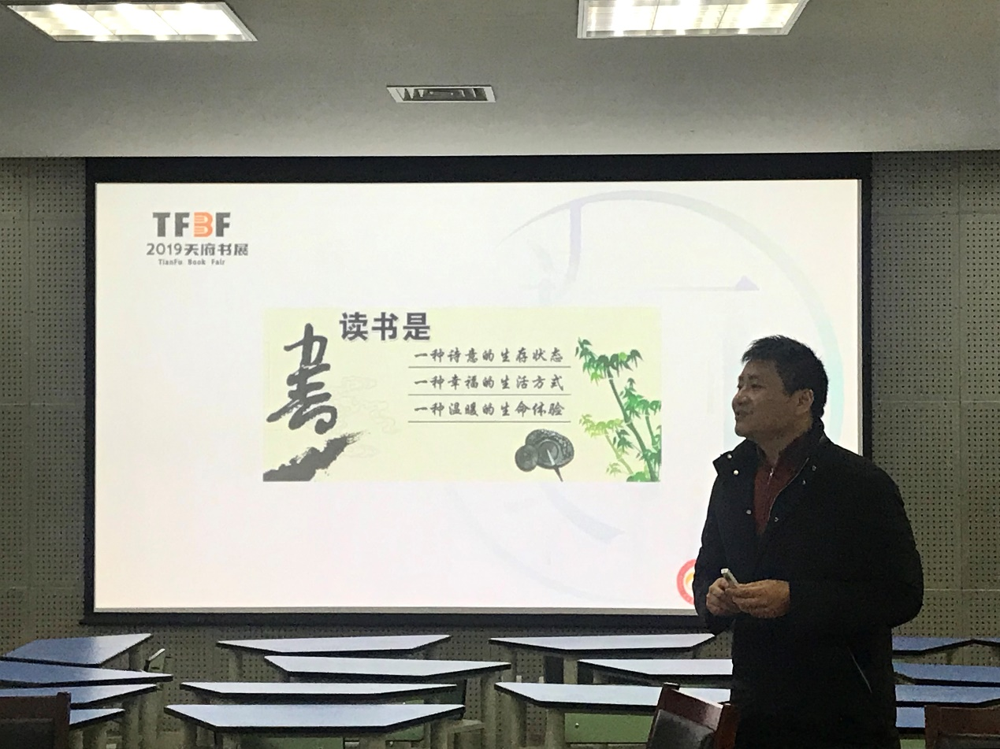 TFBF
2019天府书展
TianFu Book Fair
读书是
书
一种诗意的生存状态
一种幸福的生活方式
一种温暖的生命体验